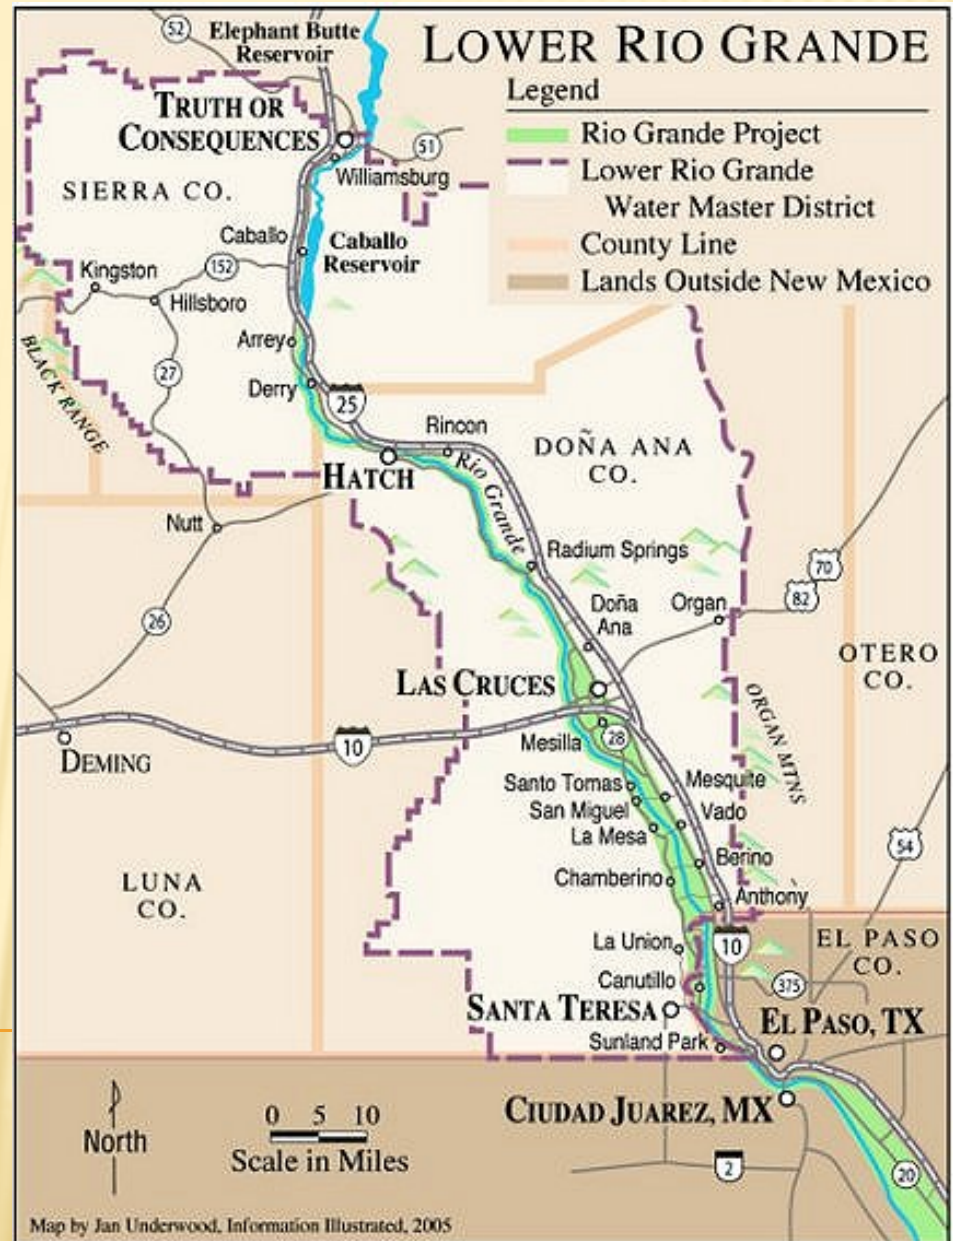 LOWER RIO GRANDE
Legend
Rio Grande Project
Lower Rio Grande
Water Master District
County Line
Lands Outside New Mexico
52
Elephant Butte
Reservoir
TRUTH OR
CONSEQUENCES
51
Williamsburg
SIERRA CO.
Caballo
Caballo
Reservoir
152
Kingston
Hillsboro
Arrey
BLACK RANGE
27
Derry
25
Rincon
HATCH
Rio Grande
DOÑA ANA
CO.
Nutt
Radium Springs
70
82
Doña
Ana
Organ
26
OTERO
CO.
LAS CRUCES
ORGAN MTNS
10
DEMING
Mesilla
28
Santo Tomas
Mesquite
San Miguel
Vado
La Mesa
54
Berino
Chamberino
Anthony
LUNA
CO.
La Union
10
EL PASO
CO.
Canutillo
375
SANTA TERESA
EL PASO, TX
Sunland Park
CIUDAD JUAREZ, MX
North
0 5 10
Scale in Miles
2
20
Map by Jan Underwood, Information Illustrated, 2005